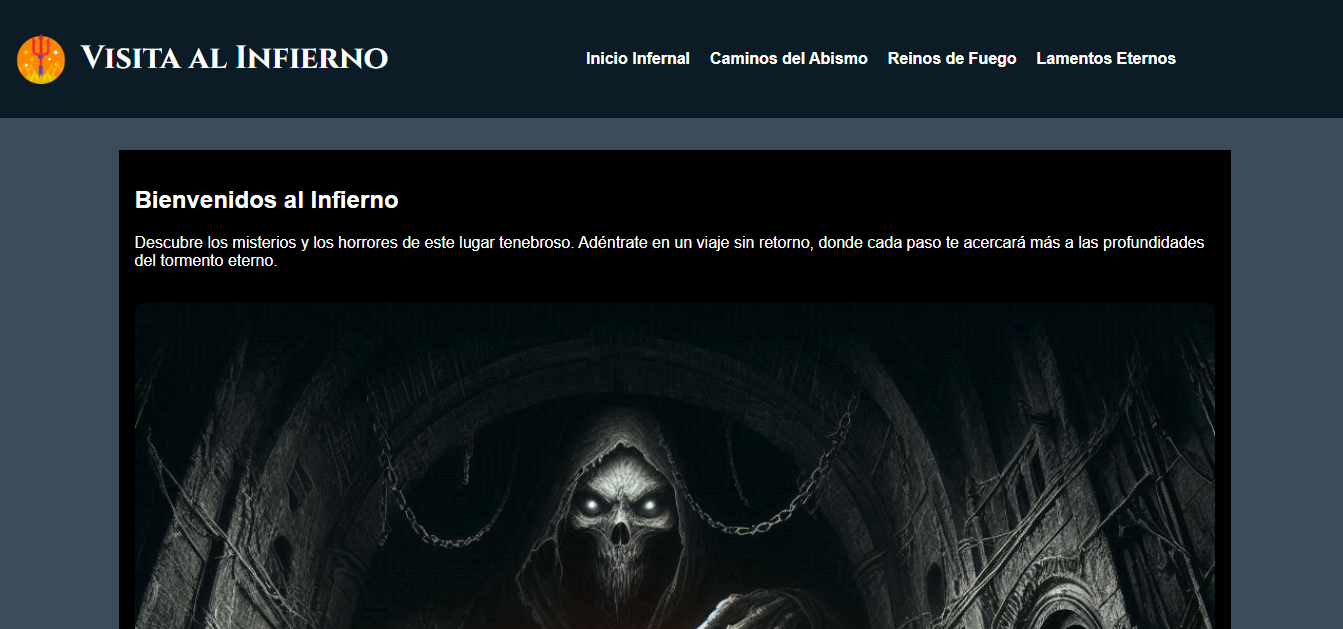 Visita al Infierno
Inicio Infernal Caminos del Abismo Reinos de Fuego Lamentos Eternos
Bienvenidos al Infierno
Descubre los misterios y los horrores de este lugar tenebroso. Adéntrate en un viaje sin retorno, donde cada paso te acercará más a las profundidades
del tormento eterno.